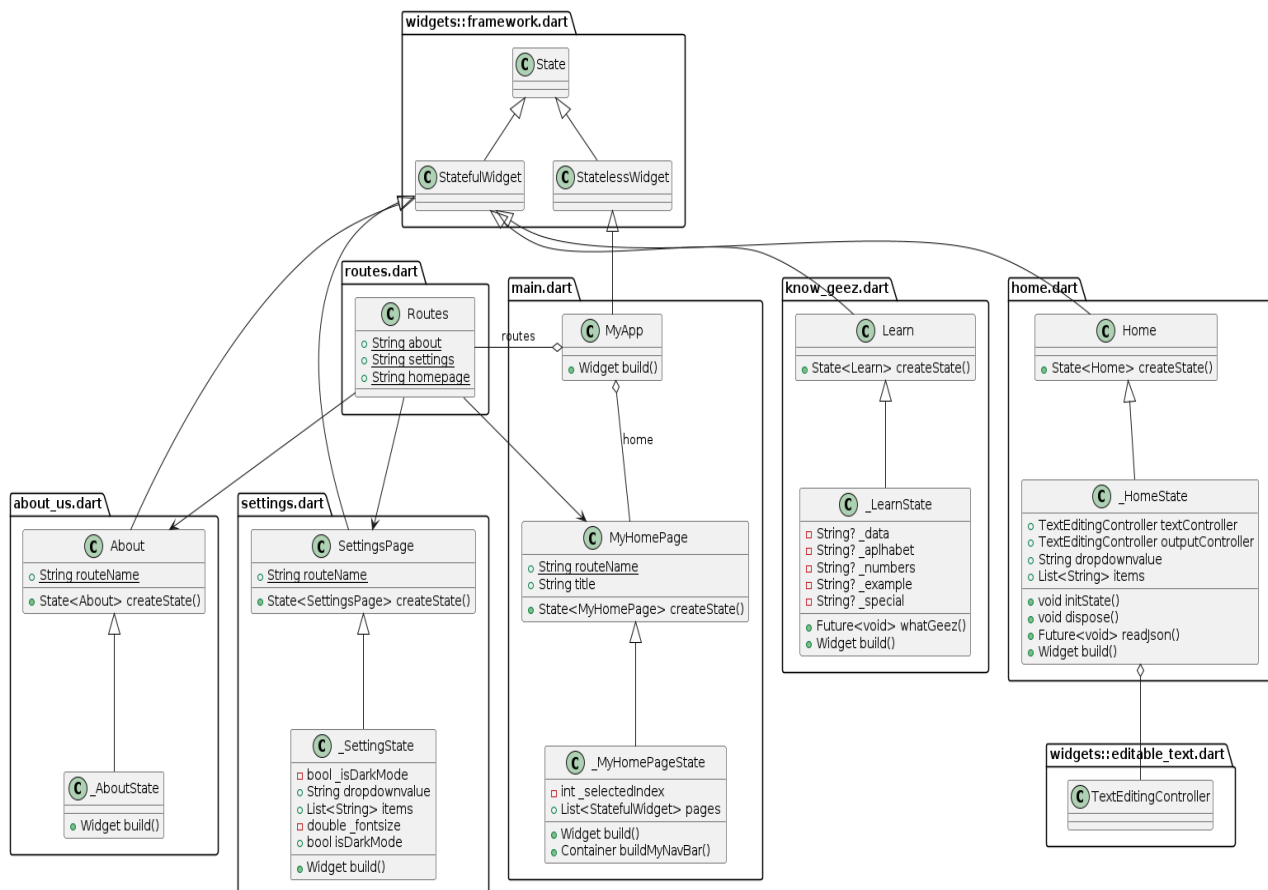 widgets::framework.dart
C State
C StatefulWidget
C StatelessWidget
routes.dart
C Routes
String about
String settings
String homepage
routes
main.dart
C MyApp
Widget build()
home
know_geez.dart
C Learn
State<Learn> createState()
home.dart
C Home
State<Home> createState()
about_us.dart
C About
String routeName
State<About> createState()
settings.dart
C SettingsPage
String routeName
State<SettingsPage> createState()
C MyHomePage
String routeName
String title
State<MyHomePage> createState()
C _LearnState
String? _data
String? _aplhabet
String? _numbers
String? _example
String? _special
Future<void> whatGeez()
Widget build()
C _HomeState
TextEditingController textController
TextEditingController outputController
String dropdownvalue
List<String> items
void initState()
void dispose()
Future<void> readJson()
Widget build()
C _AboutState
Widget build()
C _SettingState
bool _isDarkMode
String dropdownvalue
List<String> items
double _fontsize
bool isDarkMode
Widget build()
C _MyHomePageState
int _selectedIndex
List<StatefulWidget> pages
Widget build()
Container buildMyNavBar()
widgets::editable_text.dart
C TextEditingController